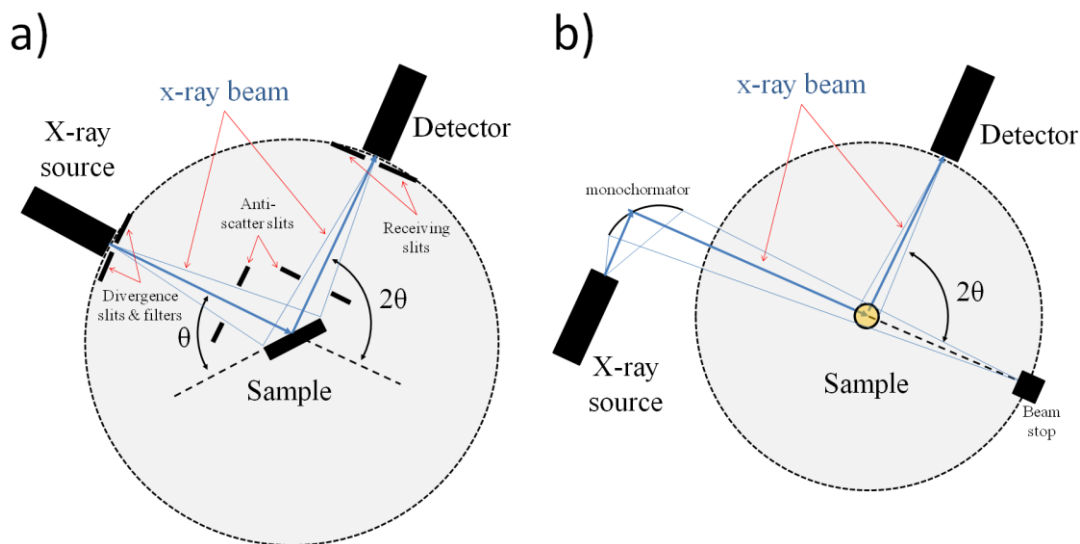 a)
x-ray beam
X-ray
source
Detector
Anti-
scatter slits
Receiving
slits
Divergence
slits & filters
θ
2θ
Sample
b)
x-ray beam
Detector
monochormator
2θ
X-ray
source
Sample
Beam
stop